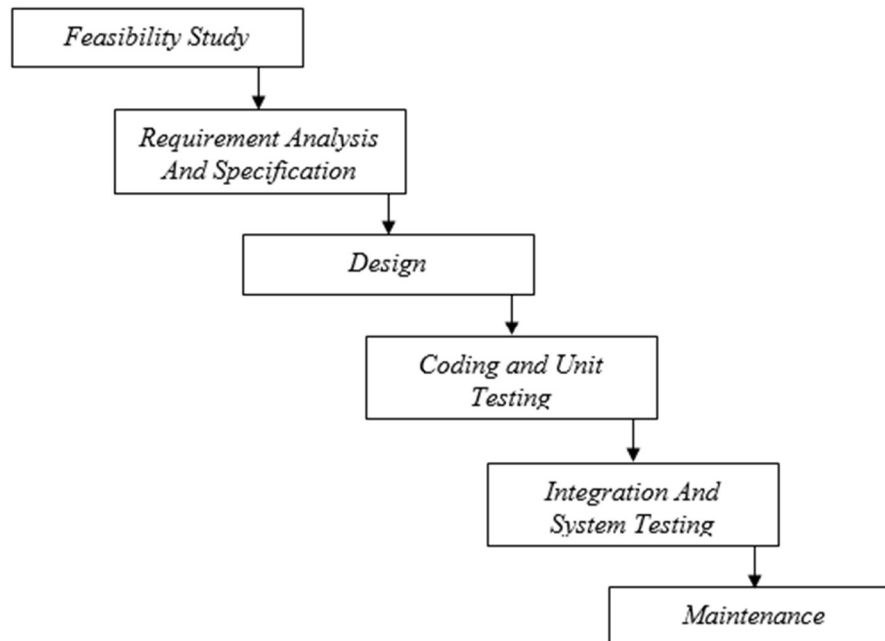 Feasibility Study
Requirement Analysis
And Specification
Design
Coding and Unit
Testing
Integration And
System Testing
Maintenance